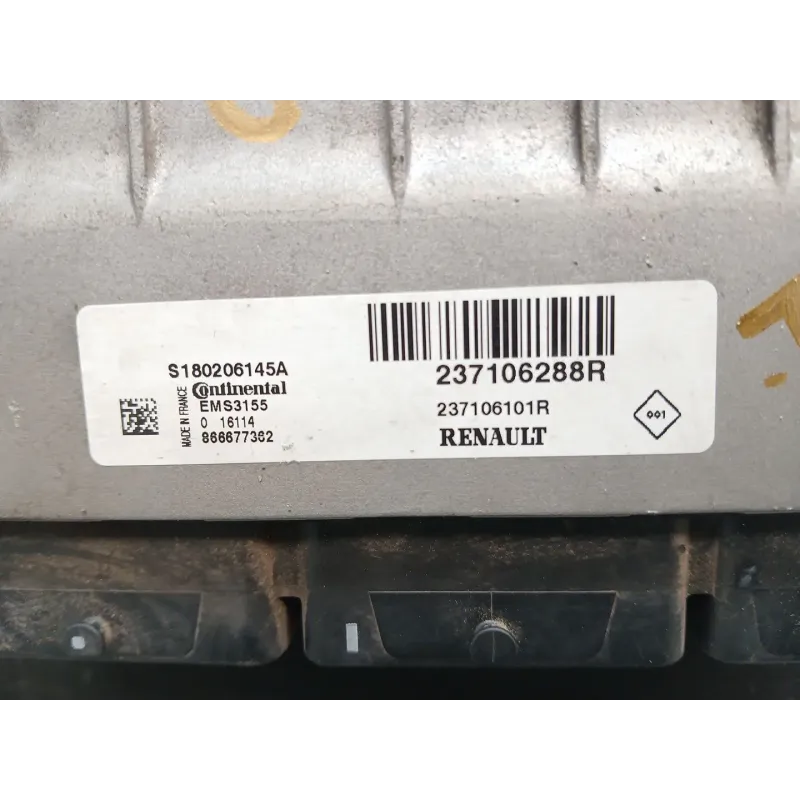 S180206145A
Continental
MADE IN FRANCE
EMS3155
0 16114
866677362
237106288R
237106101R
RENAULT
001